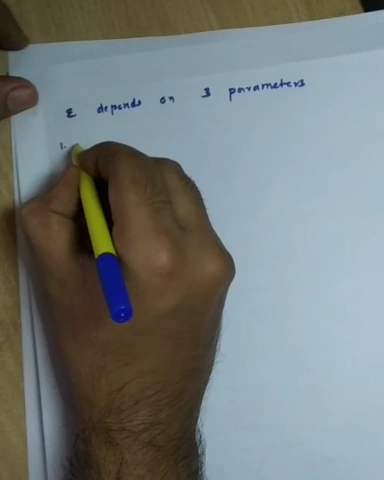 ε depends on 3 parameters
1.